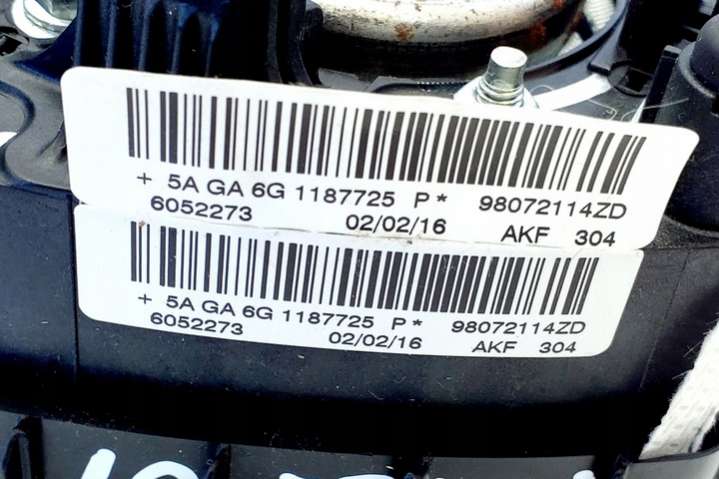 + 5A GA 6G 1187725 P* 98072114ZD
6052273 02/02/16 AKF 304
+ 5A GA 6G 1187725 P* 98072114ZD
6052273 02/02/16 AKF 304